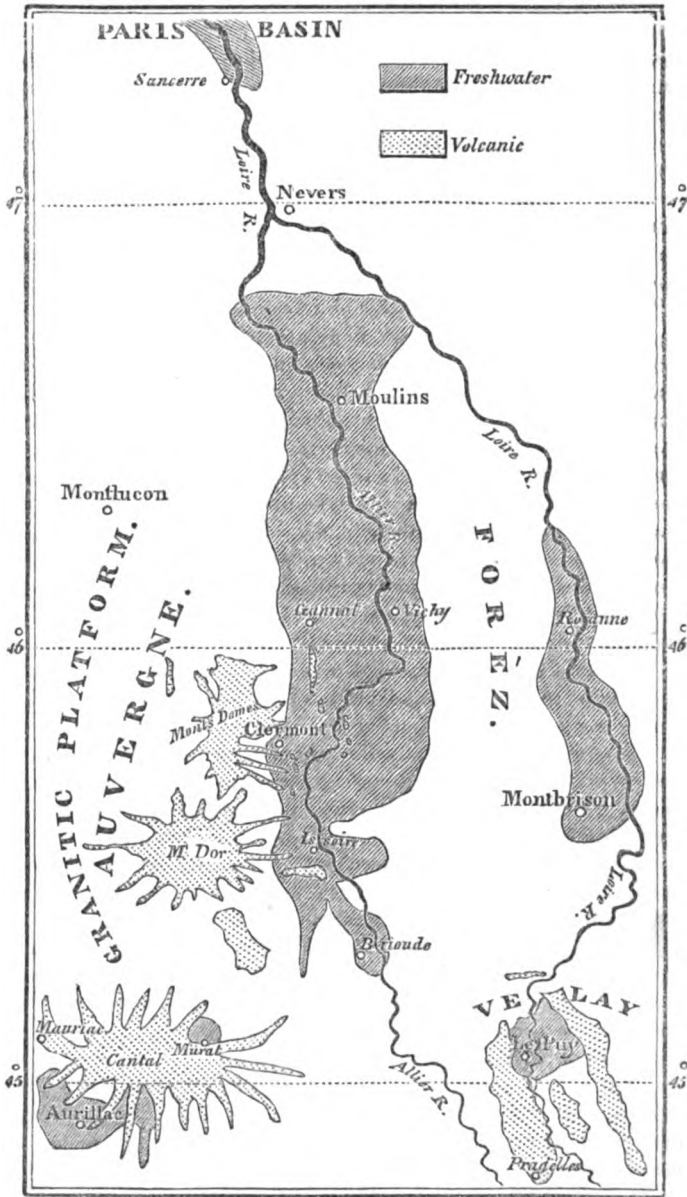 PARIS BASIN
Sancerre
Freshwater
Volcanic
Loire R.
47° 47°
Nevers
Moulins
Loire R.
Montlucon
Allier R.
GRANITIC PLATFORM.
AUVERGNE.
FORÉZ.
Gannat
Vichy
Roanne
46° 46°
Monts Domes
Clermont
Montbrison
Mt. Dor
Loire R.
Brioude
VELAY
Mauriac
Cantal
Murat
Le Puy
45° 45°
Allier R.
Aurillac
Pradelles